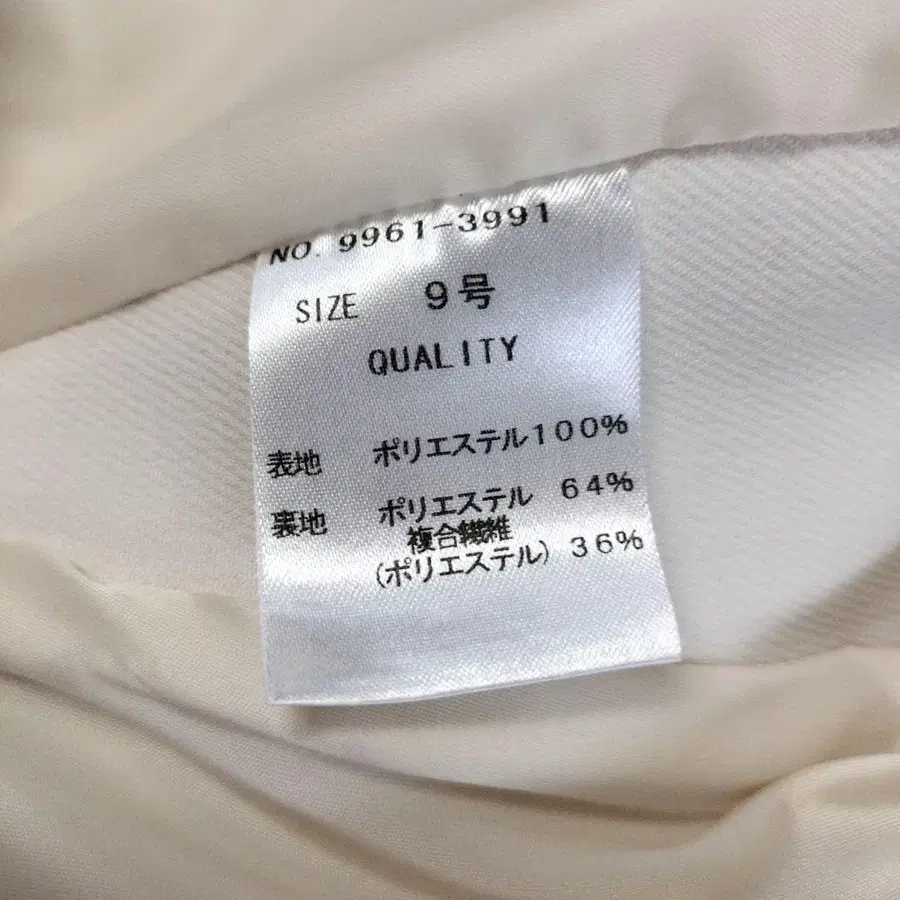 NO. 9961-3991
SIZE 9号
QUALITY
表地 ポリエステル100%
裏地 ポリエステル 64%
複合繊維
(ポリエステル) 36%